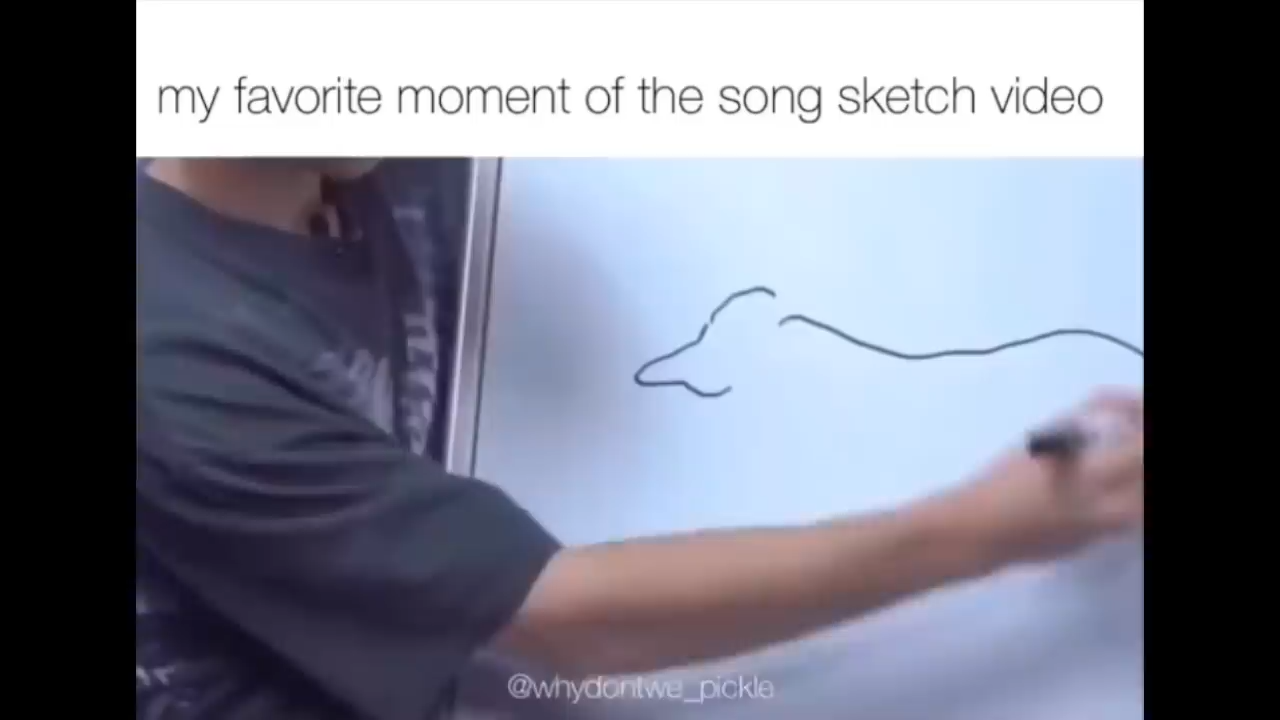 my favorite moment of the song sketch video
@whydontwe_pickle